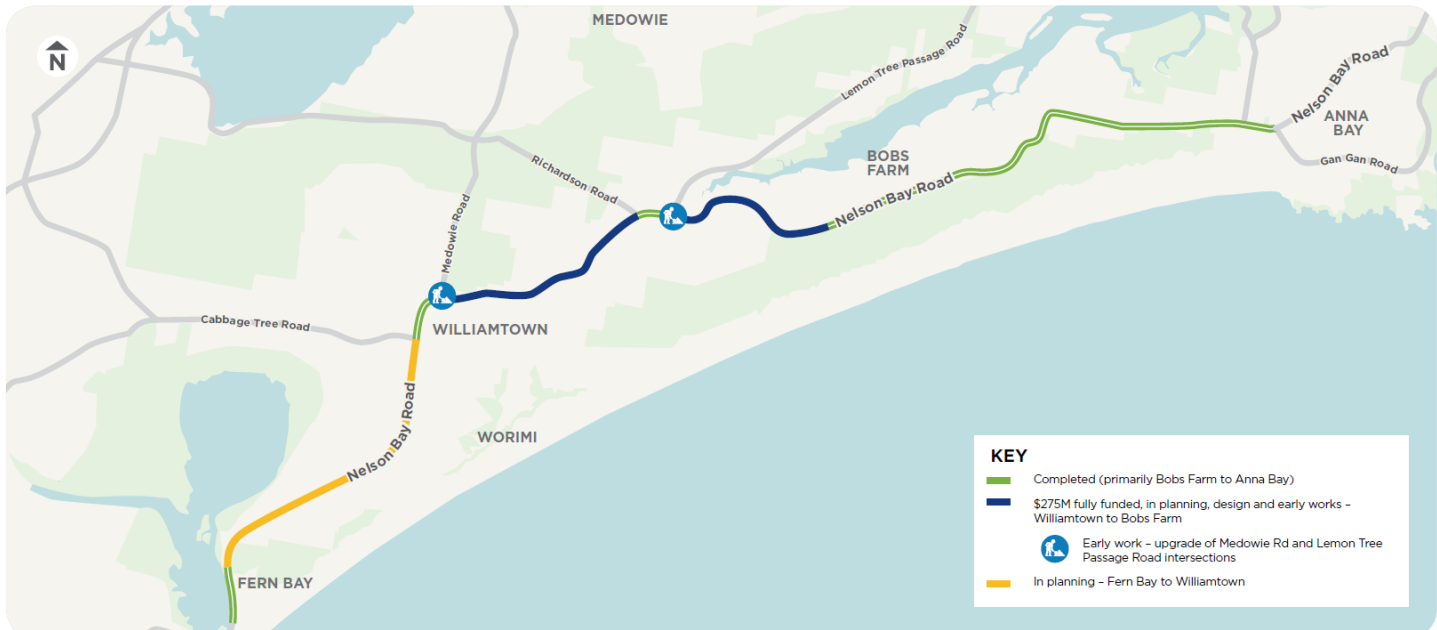 MEDOWIE
N
Lemon Tree Passage Road
Nelson Bay Road
ANNA
BAY
Gan Gan Road
BOBS
FARM
Richardson Road
Nelson Bay Road
Medowie Road
Cabbage Tree Road
WILLIAMTOWN
Nelson Bay Road
WORIMI
FERN BAY
KEY
Completed (primarily Bobs Farm to Anna Bay)
$275M fully funded, in planning, design and early works –
Williamtown to Bobs Farm
Early work – upgrade of Medowie Rd and Lemon Tree
Passage Road intersections
In planning – Fern Bay to Williamtown